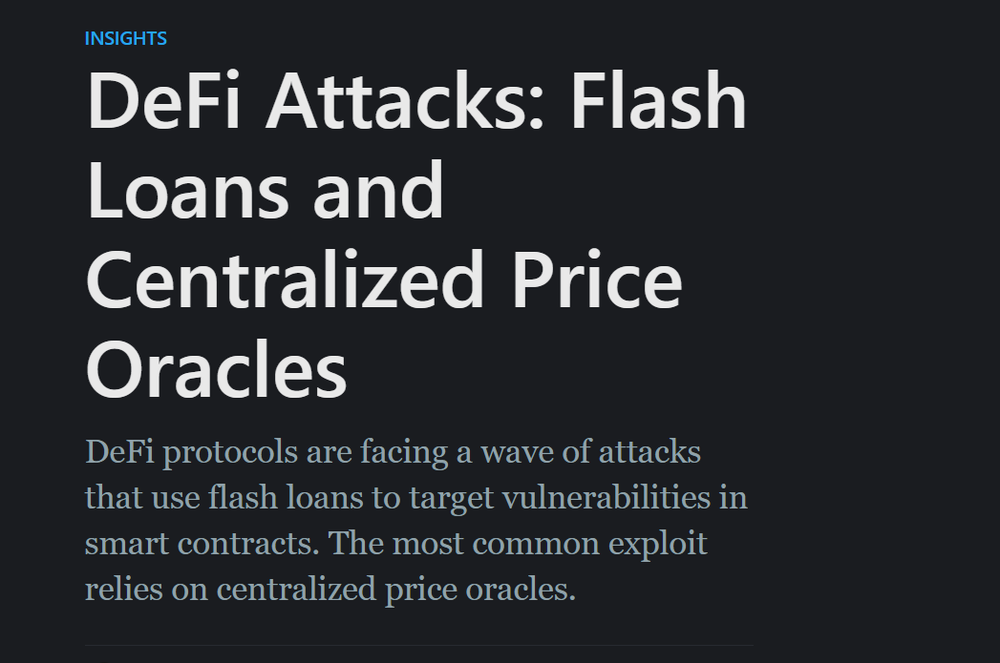 INSIGHTS
DeFi Attacks: Flash
Loans and
Centralized Price
Oracles
DeFi protocols are facing a wave of attacks
that use flash loans to target vulnerabilities in
smart contracts. The most common exploit
relies on centralized price oracles.